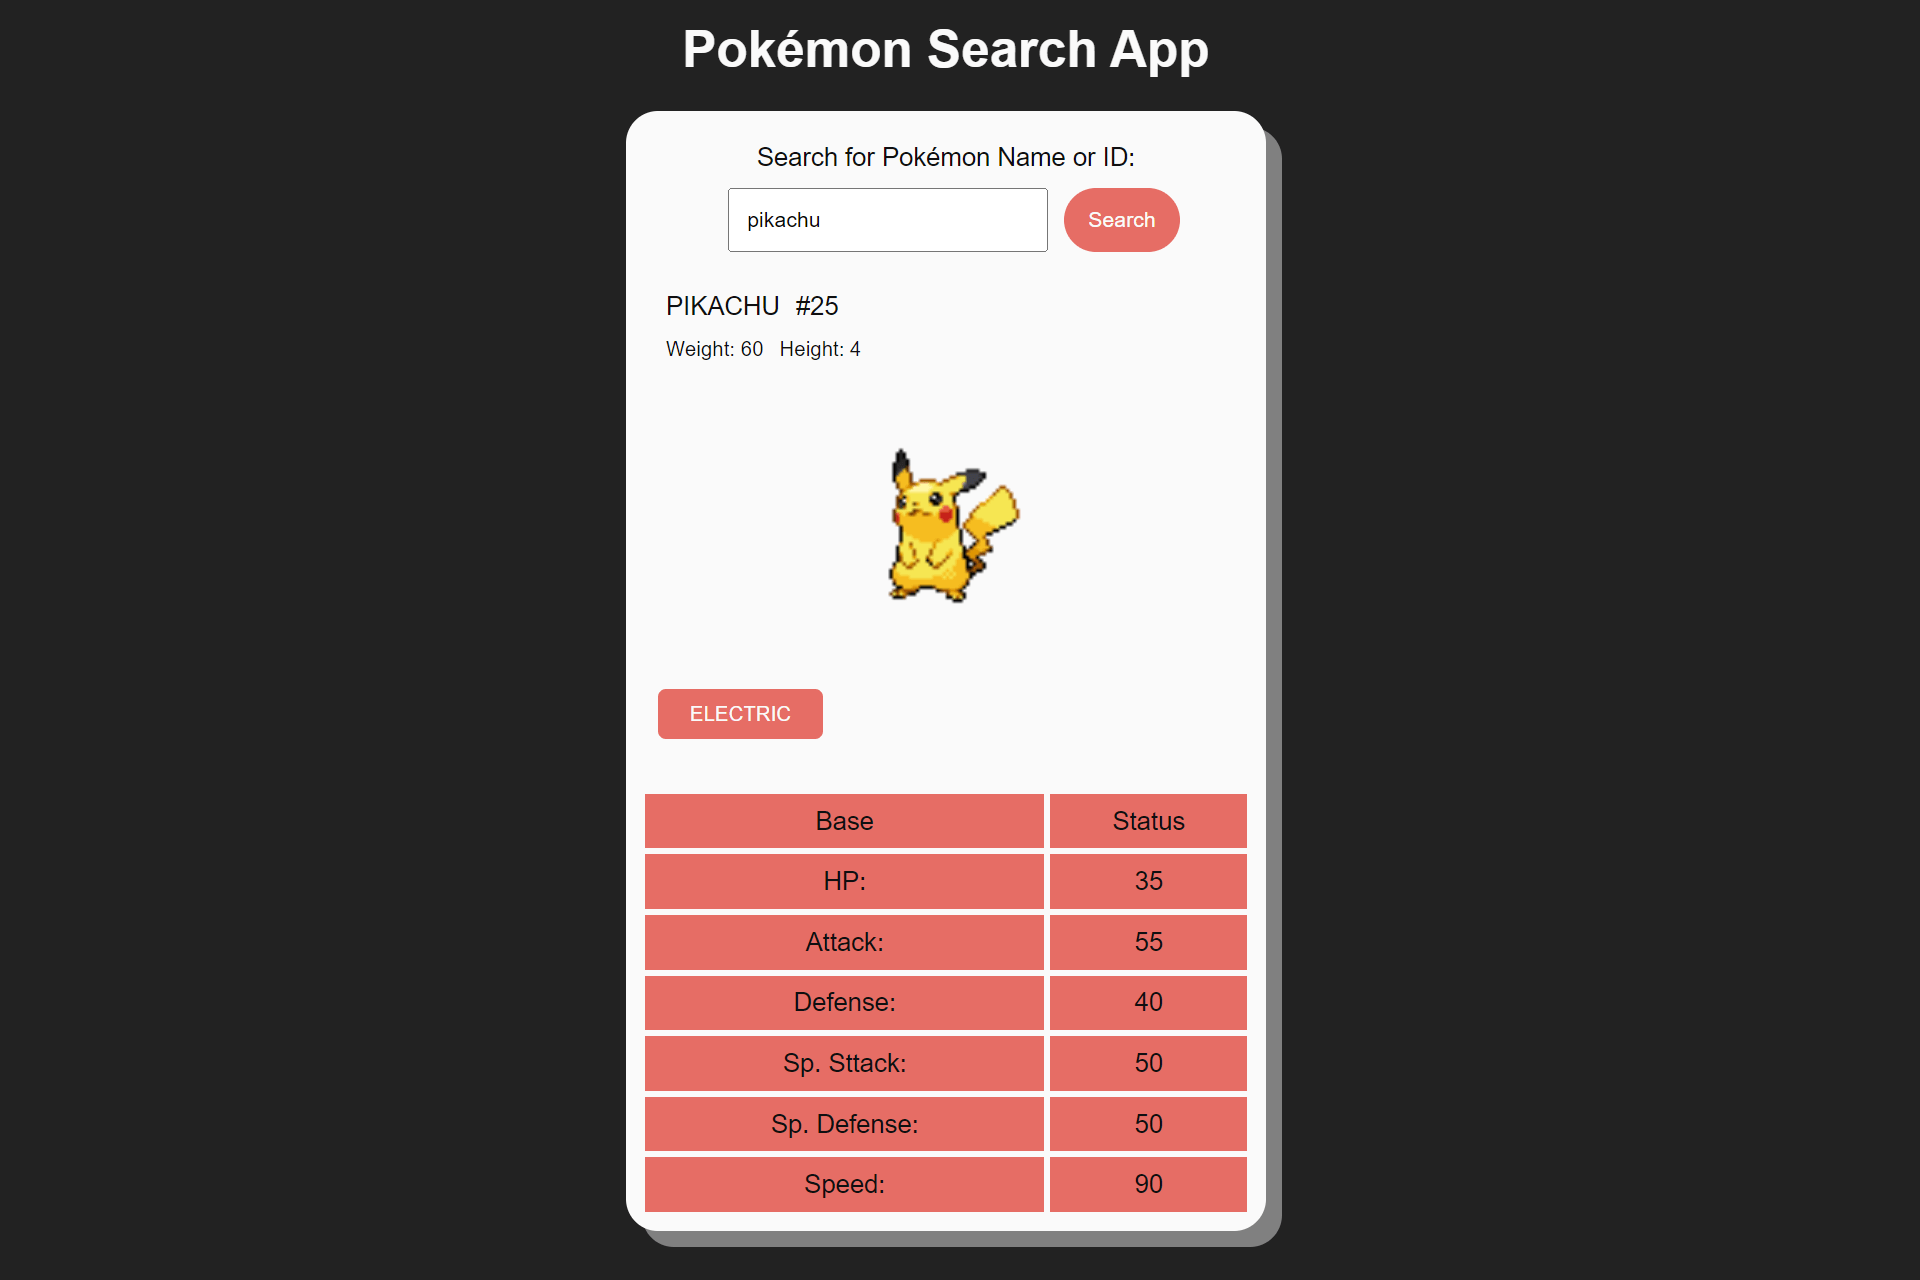 Pokémon Search App
Search for Pokémon Name or ID:
pikachu Search
PIKACHU #25
Weight: 60 Height: 4
ELECTRIC
Base Status
HP: 35
Attack: 55
Defense: 40
Sp. Sttack: 50
Sp. Defense: 50
Speed: 90